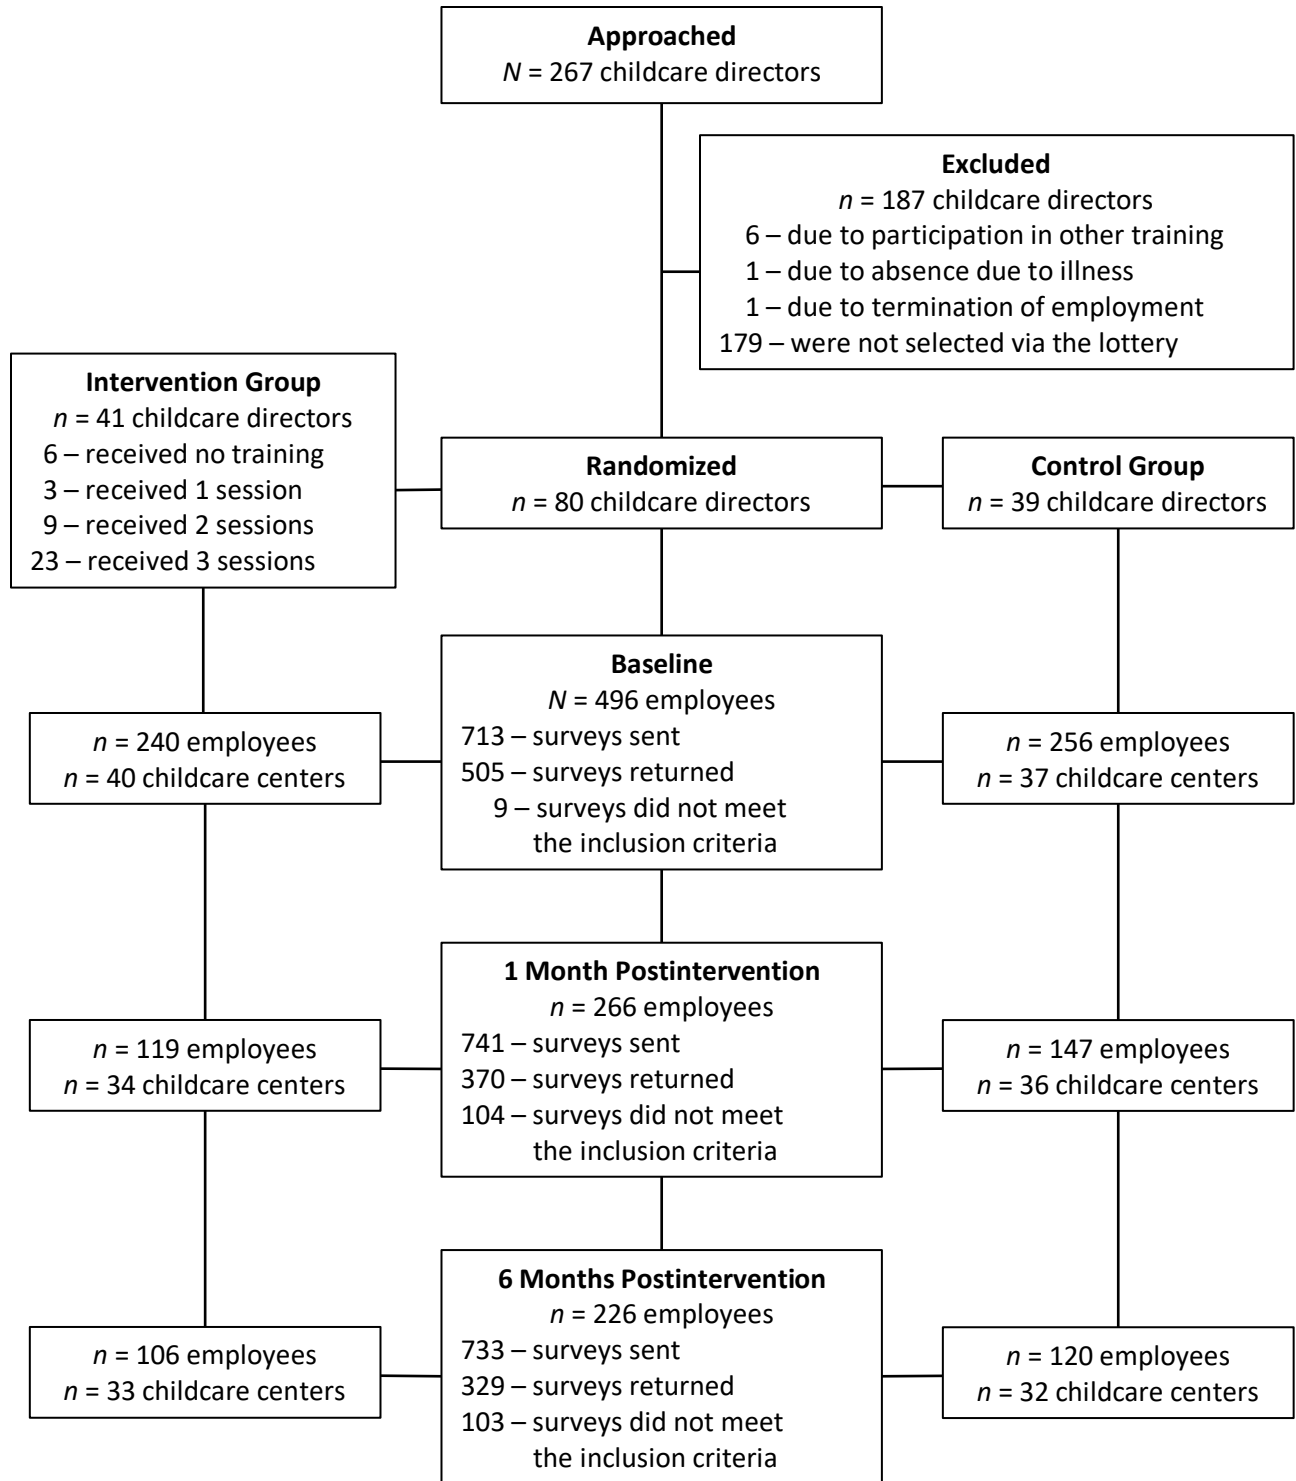 Approached
N = 267 childcare directors
Excluded
n = 187 childcare directors
6 – due to participation in other training
1 – due to absence due to illness
1 – due to termination of employment
179 – were not selected via the lottery
Intervention Group
n = 41 childcare directors
6 – received no training
3 – received 1 session
9 – received 2 sessions
23 – received 3 sessions
Randomized
n = 80 childcare directors
Control Group
n = 39 childcare directors
Baseline
N = 496 employees
713 – surveys sent
505 – surveys returned
9 – surveys did not meet
the inclusion criteria
n = 240 employees
n = 40 childcare centers
n = 256 employees
n = 37 childcare centers
1 Month Postintervention
n = 266 employees
741 – surveys sent
370 – surveys returned
104 – surveys did not meet
the inclusion criteria
n = 119 employees
n = 34 childcare centers
n = 147 employees
n = 36 childcare centers
6 Months Postintervention
n = 226 employees
733 – surveys sent
329 – surveys returned
103 – surveys did not meet
the inclusion criteria
n = 106 employees
n = 33 childcare centers
n = 120 employees
n = 32 childcare centers